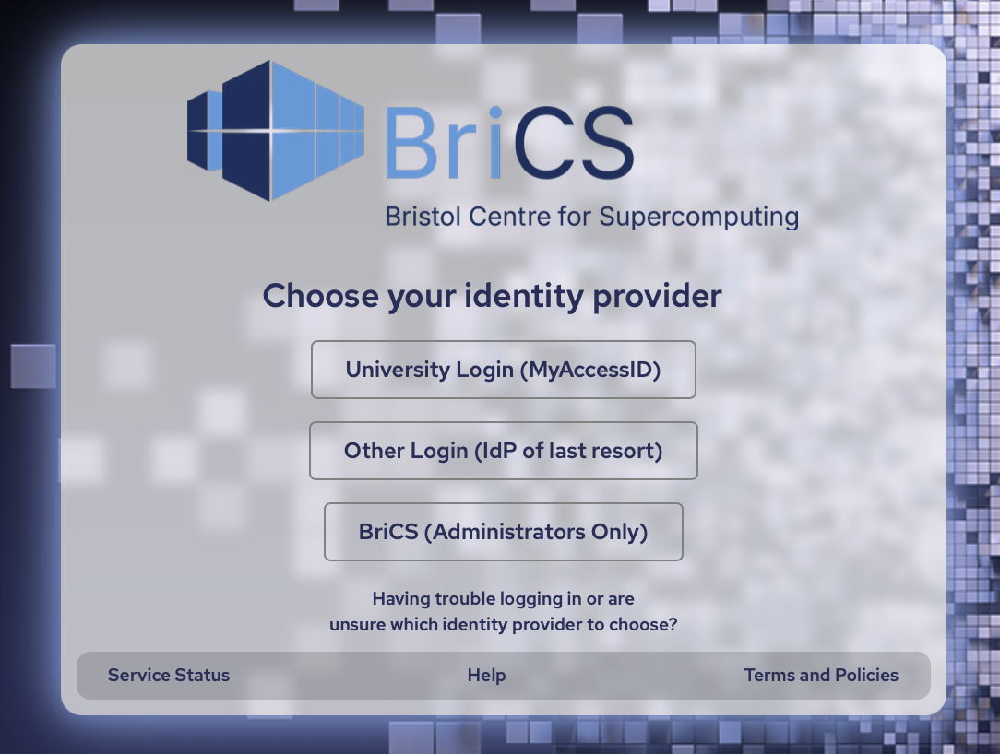 BriCS
Bristol Centre for Supercomputing
Choose your identity provider
University Login (MyAccessID)
Other Login (IdP of last resort)
BriCS (Administrators Only)
Having trouble logging in or are
unsure which identity provider to choose?
Service Status
Help
Terms and Policies